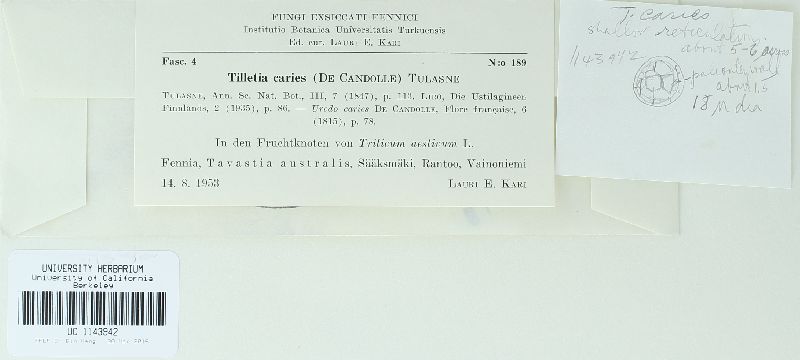 FUNGI EXSICCATI FENNICI
Instituto Botanica Universitatis Turkuensis
Ed. cur. LAURI E. KARI
Fasc. 4 N:o 189
Tilletia caries (DE CANDOLLE) TULASNE
TULASNE, Ann. Sc. Nat. Bot., III, 7 (1847), p. 113. LIRO, Die Ustilagineen
Finnlands, 2 (1935), p. 86. — Uredo caries DE CANDOLLE, Flore française, 6
(1815), p. 78.
In den Fruchtknoten von Triticum aestivum L.
Fennia, Tavastia australis, Sääksmäki, Rantoo, Vainoniemi
14. 8. 1953 LAURI E. KARI
T. caries
shallow reticulation
about 5-6
1143942
wall
about 1.5
18 µ dia
UNIVERSITY HERBARIUM
University of California
Berkeley
UC 1143942